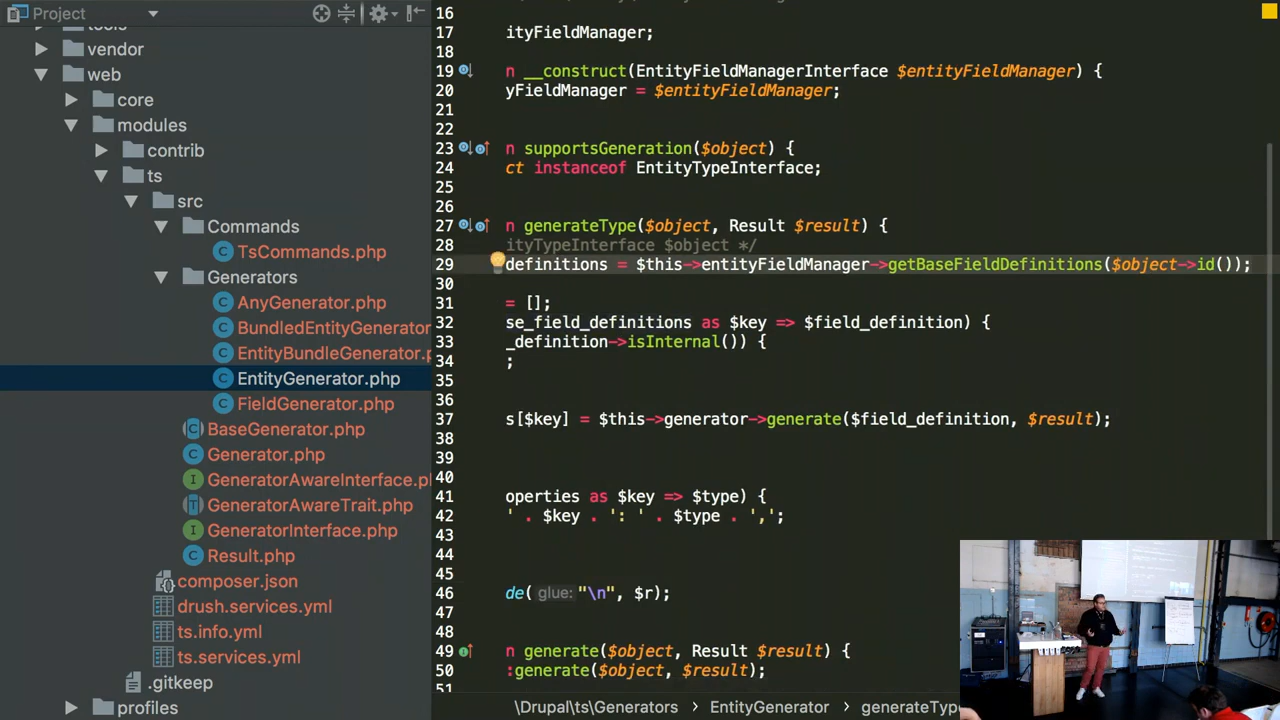 Project
tools
vendor
web
core
modules
contrib
ts
src
Commands
TsCommands.php
Generators
AnyGenerator.php
BundledEntityGenerator
EntityBundleGenerator.p
EntityGenerator.php
FieldGenerator.php
BaseGenerator.php
Generator.php
GeneratorAwareInterface.pl
GeneratorAwareTrait.php
GeneratorInterface.php
Result.php
composer.json
drush.services.yml
ts.info.yml
ts.services.yml
.gitkeep
profiles
16
17 ityFieldManager;
18
19 n __construct(EntityFieldManagerInterface $entityFieldManager) {
20 yFieldManager = $entityFieldManager;
21
22
23 n supportsGeneration($object) {
24 ct instanceof EntityTypeInterface;
25
26
27 n generateType($object, Result $result) {
28 ityTypeInterface $object */
29 definitions = $this->entityFieldManager->getBaseFieldDefinitions($object->id());
30
31 = [];
32 se_field_definitions as $key => $field_definition) {
33 _definition->isInternal()) {
34 ;
35
36
37 s[$key] = $this->generator->generate($field_definition, $result);
38
39
40
41 operties as $key => $type) {
42 ' . $key . ': ' . $type . ',';
43
44
45
46 de( glue: "\n", $r);
47
48
49 n generate($object, Result $result) {
50 :generate($object, $result);
51
\Drupal\ts\Generators › EntityGenerator › generateTyp